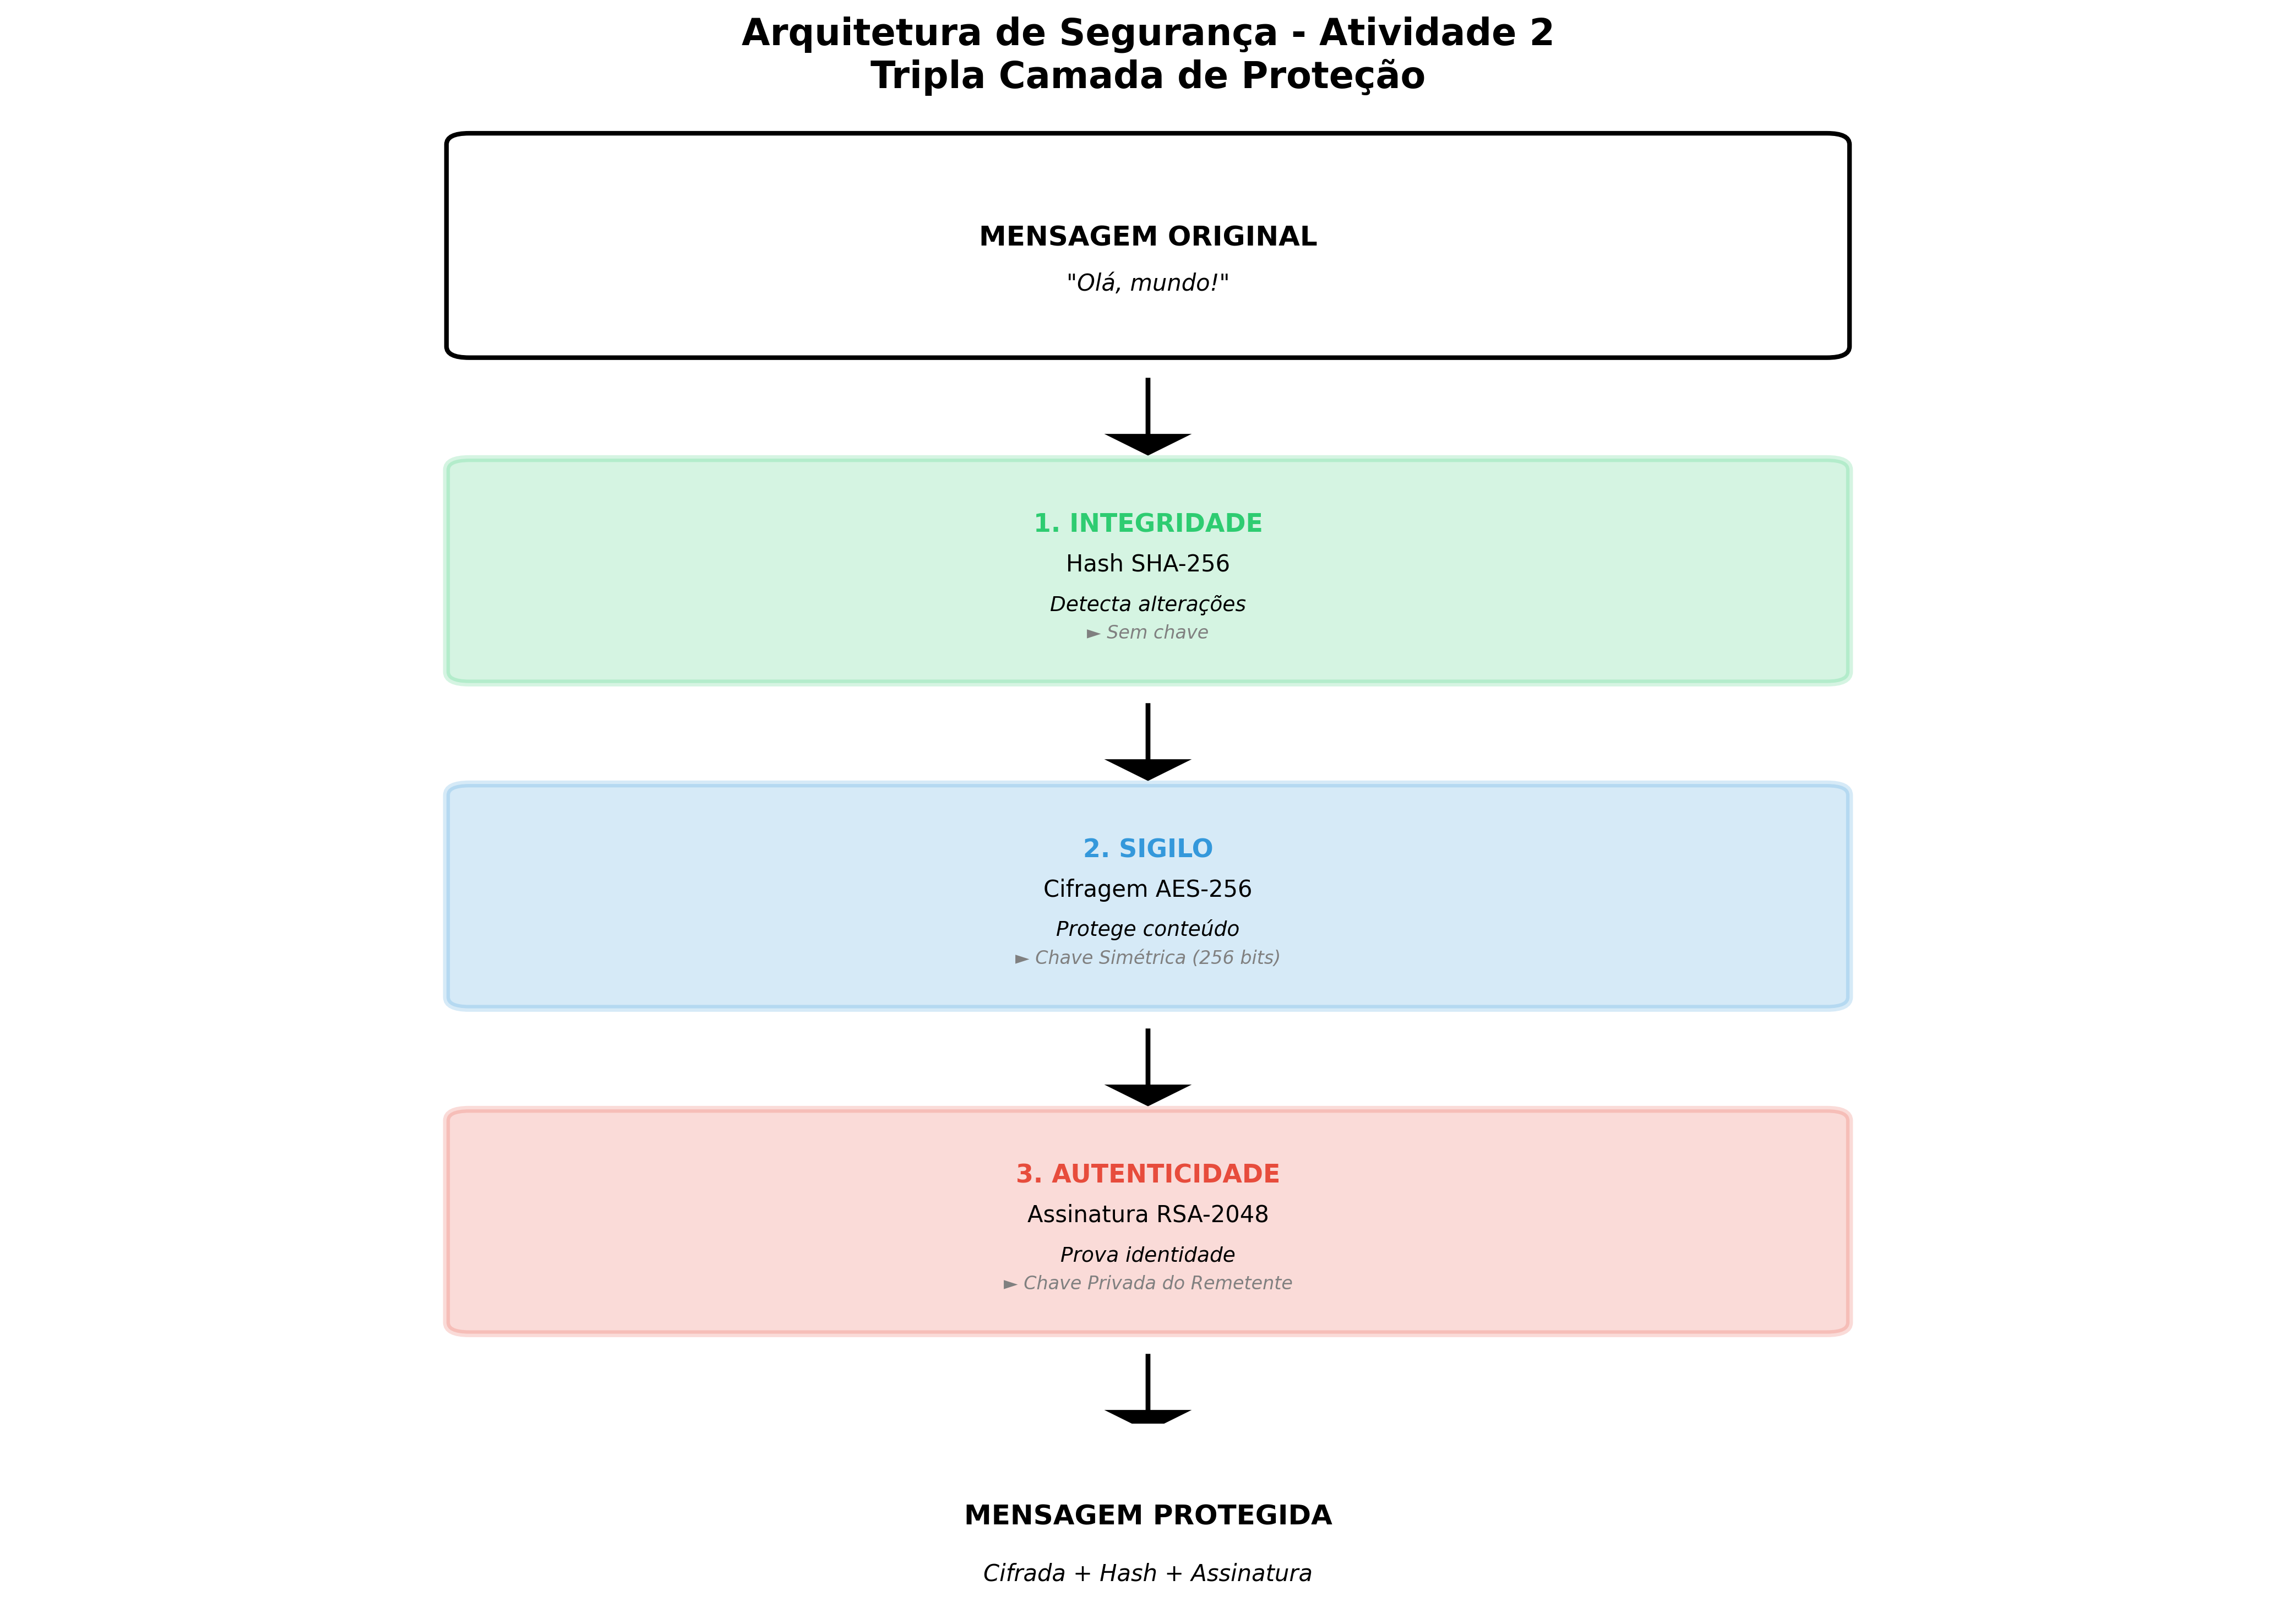 Arquitetura de Segurança - Atividade 2
Tripla Camada de Proteção
MENSAGEM ORIGINAL
"Olá, mundo!"
1. INTEGRIDADE
Hash SHA-256
Detecta alterações
► Sem chave
2. SIGILO
Cifragem AES-256
Protege conteúdo
► Chave Simétrica (256 bits)
3. AUTENTICIDADE
Assinatura RSA-2048
Prova identidade
► Chave Privada do Remetente
MENSAGEM PROTEGIDA
Cifrada + Hash + Assinatura